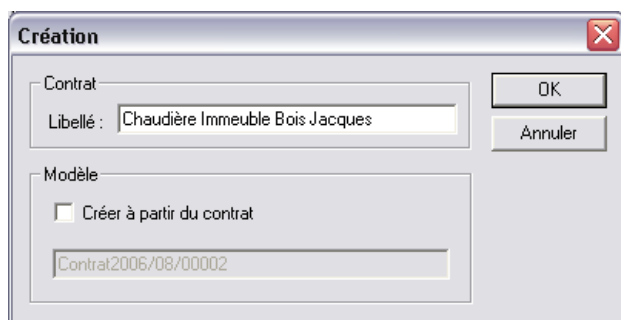 Création
Contrat
Libellé : Chaudière Immeuble Bois Jacques
OK
Annuler
Modèle
Créer à partir du contrat
Contrat2006/08/00002